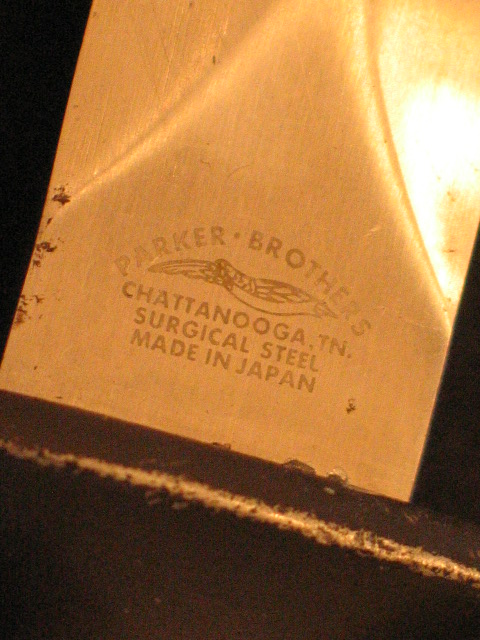 PARKER · BROTHERS
CHATTANOOGA, TN.
SURGICAL STEEL
MADE IN JAPAN